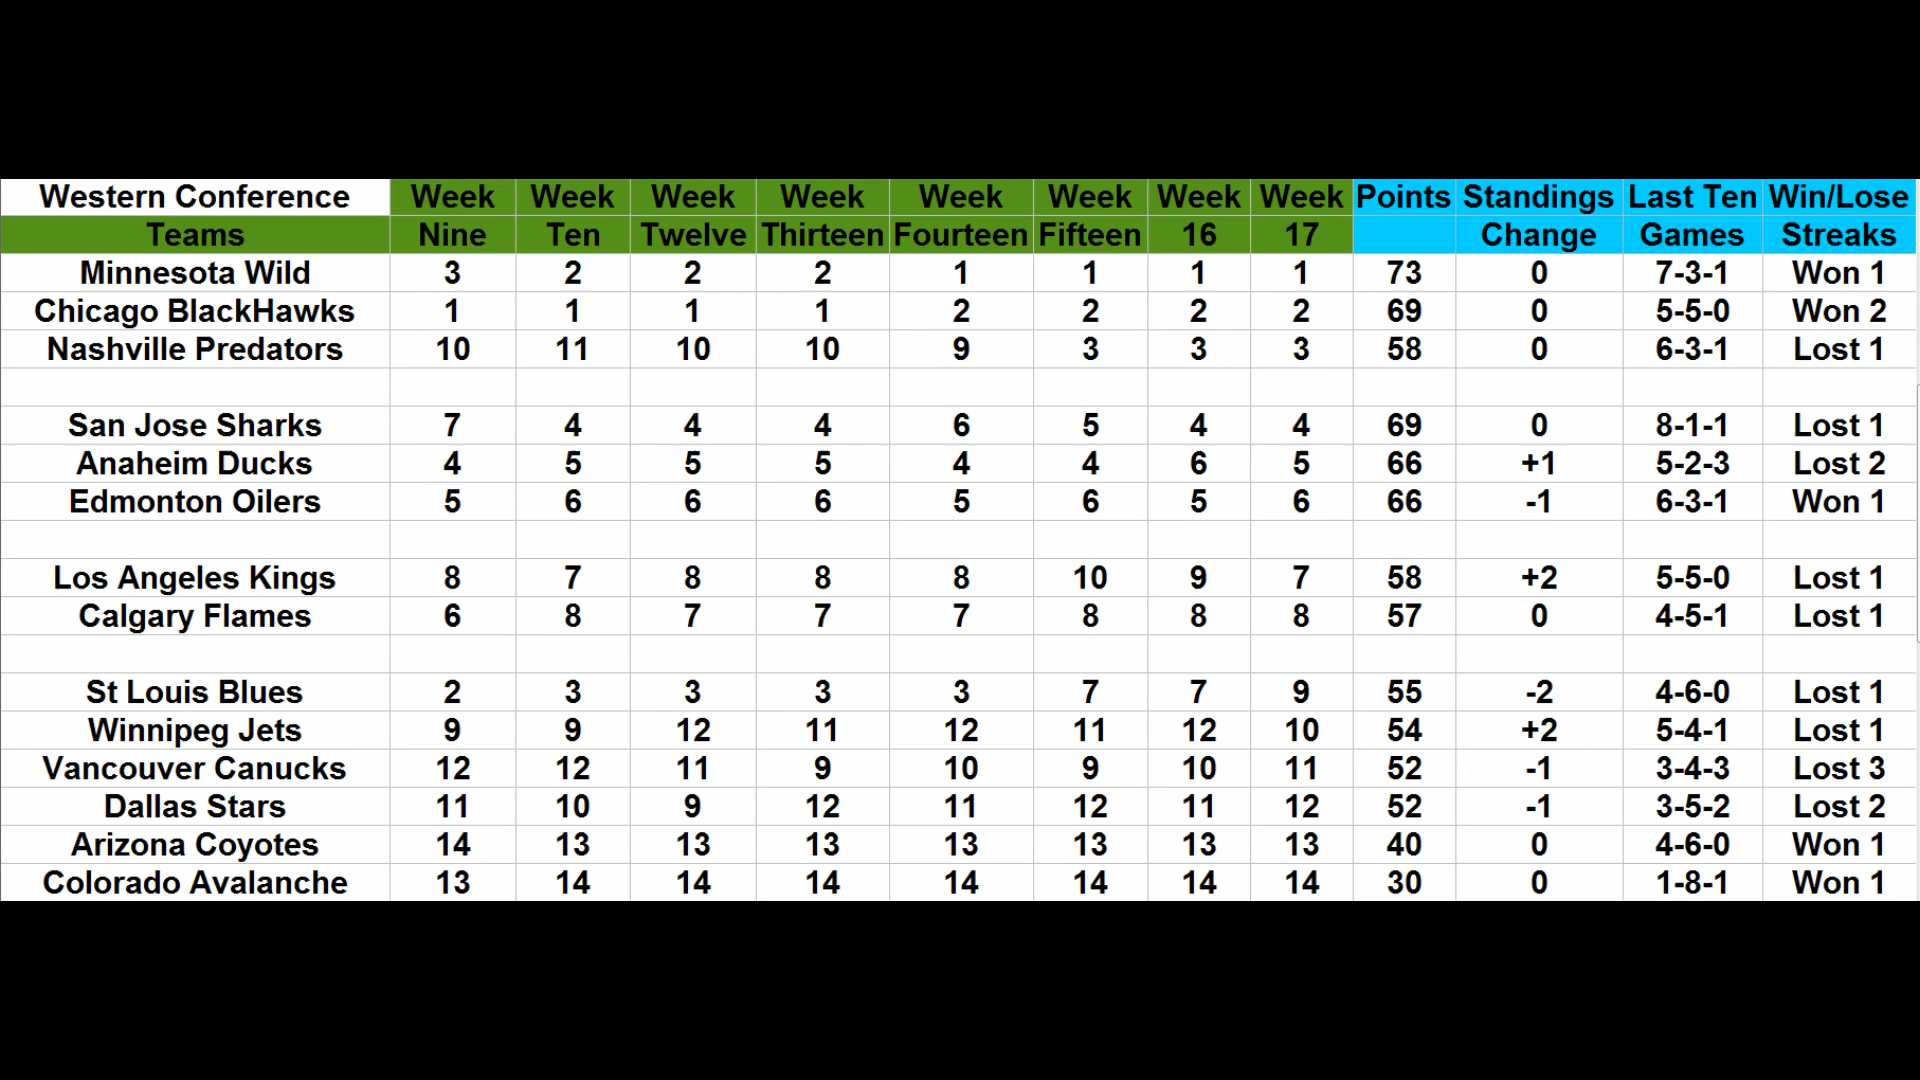 Western Conference Week Week Week Week Week Week Week Week Points Standings Last Ten Win/Lose
Teams Nine Ten Twelve Thirteen Fourteen Fifteen 16 17 Change Games Streaks
Minnesota Wild 3 2 2 2 1 1 1 1 73 0 7-3-1 Won 1
Chicago BlackHawks 1 1 1 1 2 2 2 2 69 0 5-5-0 Won 2
Nashville Predators 10 11 10 10 9 3 3 3 58 0 6-3-1 Lost 1
San Jose Sharks 7 4 4 4 6 5 4 4 69 0 8-1-1 Lost 1
Anaheim Ducks 4 5 5 5 4 4 6 5 66 +1 5-2-3 Lost 2
Edmonton Oilers 5 6 6 6 5 6 5 6 66 -1 6-3-1 Won 1
Los Angeles Kings 8 7 8 8 8 10 9 7 58 +2 5-5-0 Lost 1
Calgary Flames 6 8 7 7 7 8 8 8 57 0 4-5-1 Lost 1
St Louis Blues 2 3 3 3 3 7 7 9 55 -2 4-6-0 Lost 1
Winnipeg Jets 9 9 12 11 12 11 12 10 54 +2 5-4-1 Lost 1
Vancouver Canucks 12 12 11 9 10 9 10 11 52 -1 3-4-3 Lost 3
Dallas Stars 11 10 9 12 11 12 11 12 52 -1 3-5-2 Lost 2
Arizona Coyotes 14 13 13 13 13 13 13 13 40 0 4-6-0 Won 1
Colorado Avalanche 13 14 14 14 14 14 14 14 30 0 1-8-1 Won 1